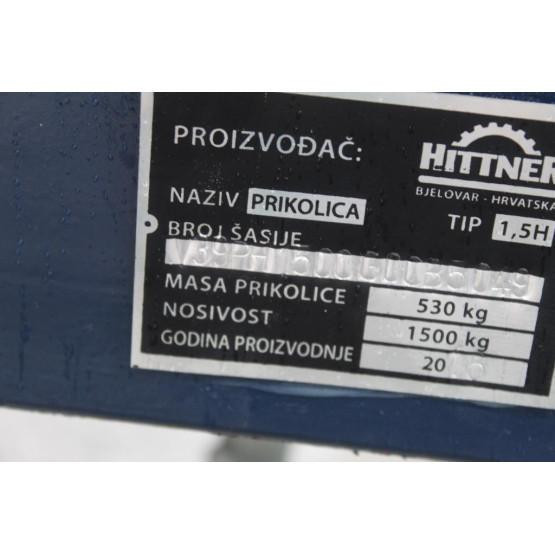 PROIZVOĐAČ:
HITTNER
BJELOVAR - HRVATSKA
NAZIV PRIKOLICA
TIP 1,5H
BROJ ŠASIJE
MASA PRIKOLICE 530 kg
NOSIVOST 1500 kg
GODINA PROIZVODNJE 20